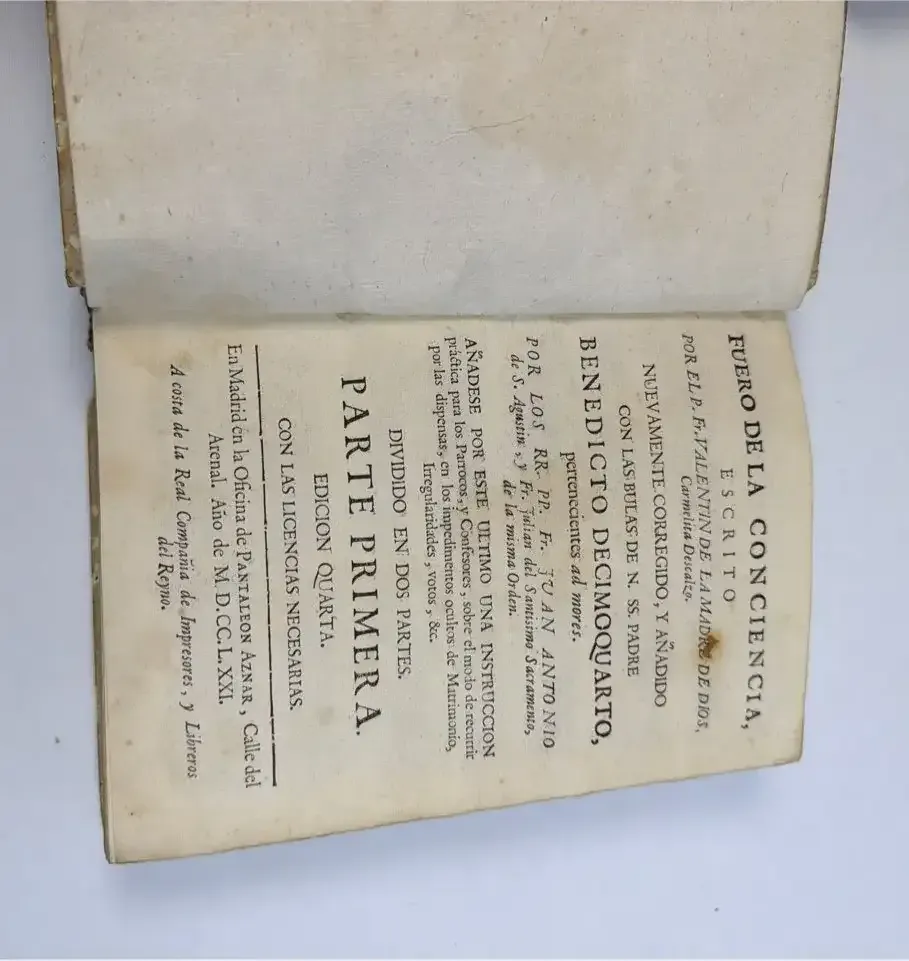 FUERO DE LA CONCIENCIA,
ESCRITO
POR EL P. Fr. VALENTIN DE LA MADRE DE DIOS,
Carmelita Descalzo.
NUEVAMENTE CORREGIDO, Y AÑADIDO
CON LAS BULAS DE N. SS. PADRE
BENEDICTO DECIMOQUARTO,
pertenecientes ad mores.
POR LOS RR. PP. Fr. JUAN ANTONIO
de S. Agustin, y Fr. Julian del Santisimo Sacramento,
de la misma Orden.
AÑADESE POR ESTE ULTIMO UNA INSTRUCCION
práctica para los Parrocos, y Confesores, sobre el modo de recurrir
por las dispensas, en los impedimentos ocultos de Matrimonio,
Irregularidades, votos, &c.
DIVIDIDO EN DOS PARTES.
PARTE PRIMERA.
EDICION QUARTA.
CON LAS LICENCIAS NECESARIAS.
En Madrid en la Oficina de PANTALEON AZNAR, Calle del
Arenal. Año de M.D.CC.L.XXI.
A costa de la Real Compañia de Impresores, y Libreros
del Reyno.